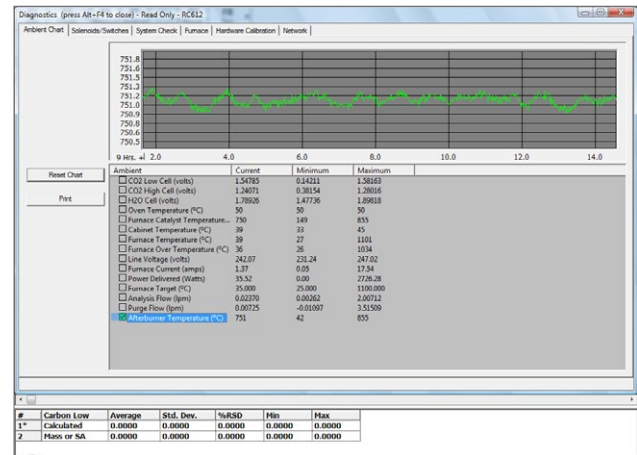 Diagnostics (press Alt+F4 to close) - Read Only - RC612
Ambient Chart Solenoids/Switches System Check Furnace Hardware Calibration Network
751.8
751.6
751.5
751.3
751.2
751.0
750.9
750.8
750.6
750.5
9 Hrs. + 2.0 4.0 6.0 8.0 10.0 12.0 14.0
Reset Chart
Print
Ambient Current Minimum Maximum
CO2 Low Cell (volts) 1.54785 0.14211 1.58163
CO2 High Cell (volts) 1.24071 0.38154 1.28016
H2O Cell (volts) 1.78926 1.47736 1.89818
Oven Temperature (ºC) 50 50 50
Furnace Catalyst Temperature... 750 149 855
Cabinet Temperature (ºC) 39 33 45
Furnace Temperature (ºC) 39 27 1101
Furnace Over Temperature (ºC) 36 26 1034
Line Voltage (volts) 242.07 231.24 247.02
Furnace Current (amps) 1.37 0.05 17.54
Power Delivered (Watts) 35.52 0.00 2726.28
Furnace Target (ºC) 35.000 25.000 1100.000
Analysis Flow (lpm) 0.02370 0.00262 2.00712
Purge Flow (lpm) 0.00725 -0.01097 3.51509
Afterburner Temperature (ºC) 751 42 855
# Carbon Low Average Std. Dev. %RSD Min Max
1* Calculated 0.0000 0.0000 0.0000 0.0000 0.0000
2 Mass or SA 0.0000 0.0000 0.0000 0.0000 0.0000